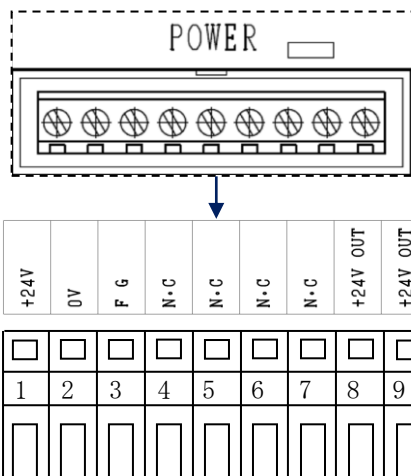 POWER
+24V 0V F G N·C N·C N·C N·C +24V OUT +24V OUT
1 2 3 4 5 6 7 8 9